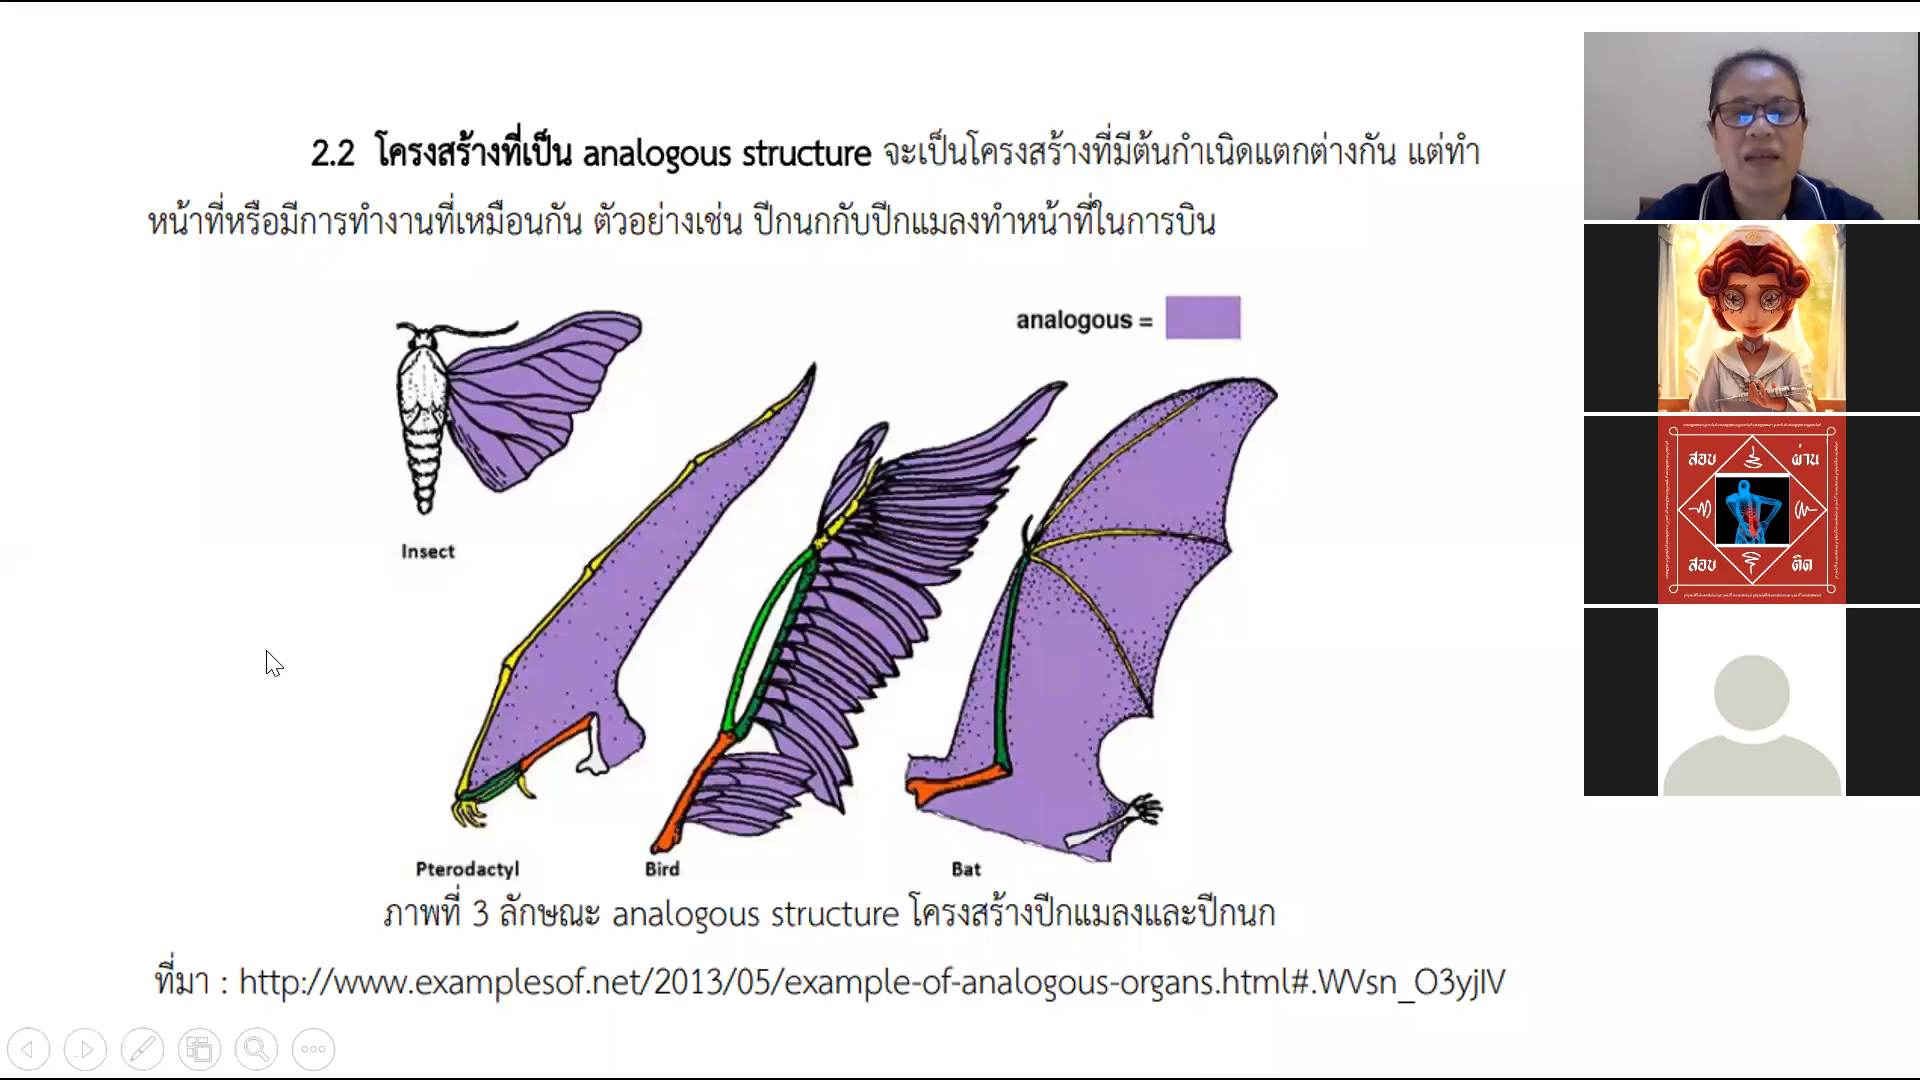 2.2 โครงสร้างที่เป็น analogous structure จะเป็นโครงสร้างที่มีต้นกำเนิดแตกต่างกัน แต่ทำ
หน้าที่หรือมีการทำงานที่เหมือนกัน ตัวอย่างเช่น ปีกนกกับปีกแมลงทำหน้าที่ในการบิน
analogous =
Insect
Pterodactyl
Bird
Bat
ภาพที่ 3 ลักษณะ analogous structure โครงสร้างปีกแมลงและปีกนก
ที่มา : http://www.examplesof.net/2013/05/example-of-analogous-organs.html#.WVsn_O3yjIV
สอบ
ผ่าน
สอบ
ติด